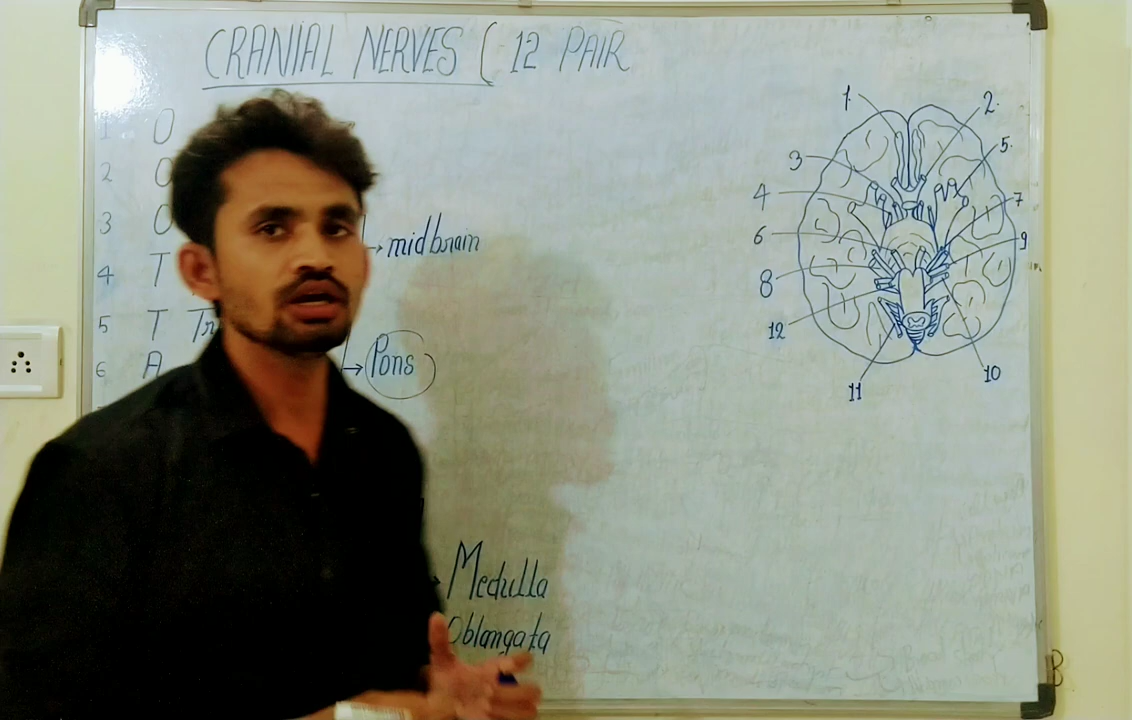 CRANIAL NERVES ( 12 PAIR
1 O
2 O
3 O
midbrain
4 T
5 T Tr
6 A
Pons
Medulla
Oblangata
1.
2.
3
5.
4
7
6
9
8
12
10
11
B